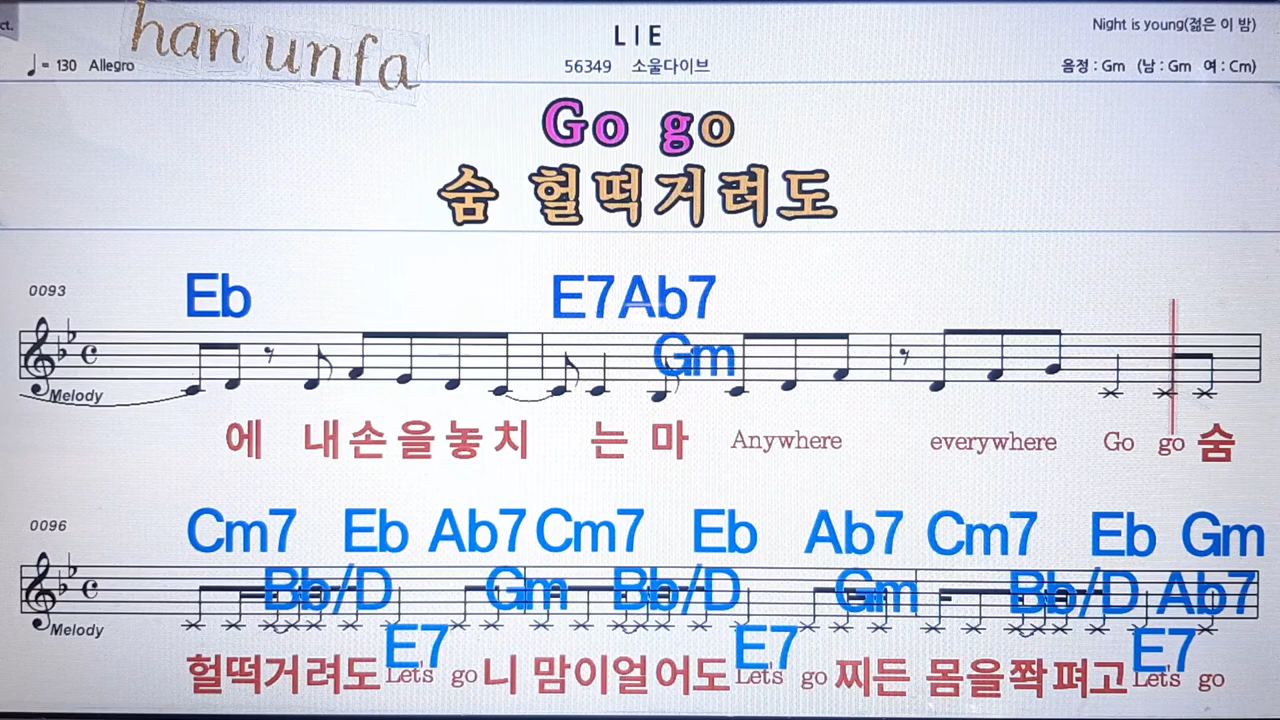 ct.
han unfa
LIE
Night is young(젊은 이 밤)
♩= 130 Allegro
56349 소울다이브
음정 : Gm (남 : Gm 여 : Cm)
Go go
숨 헐떡거려도
0093
Eb E7 Ab7
Gm
Melody
에 내손을놓치 는 마 Anywhere everywhere Go go 숨
0096
Cm7 Eb Ab7 Cm7 Eb Ab7 Cm7 Eb Gm
Bb/D Gm Bb/D Gm Bb/D Ab7
Melody
E7 E7 E7
헐떡거려도 Let's go 니 맘이얼어도 Let's go 찌든 몸을쫙펴고 Let's go